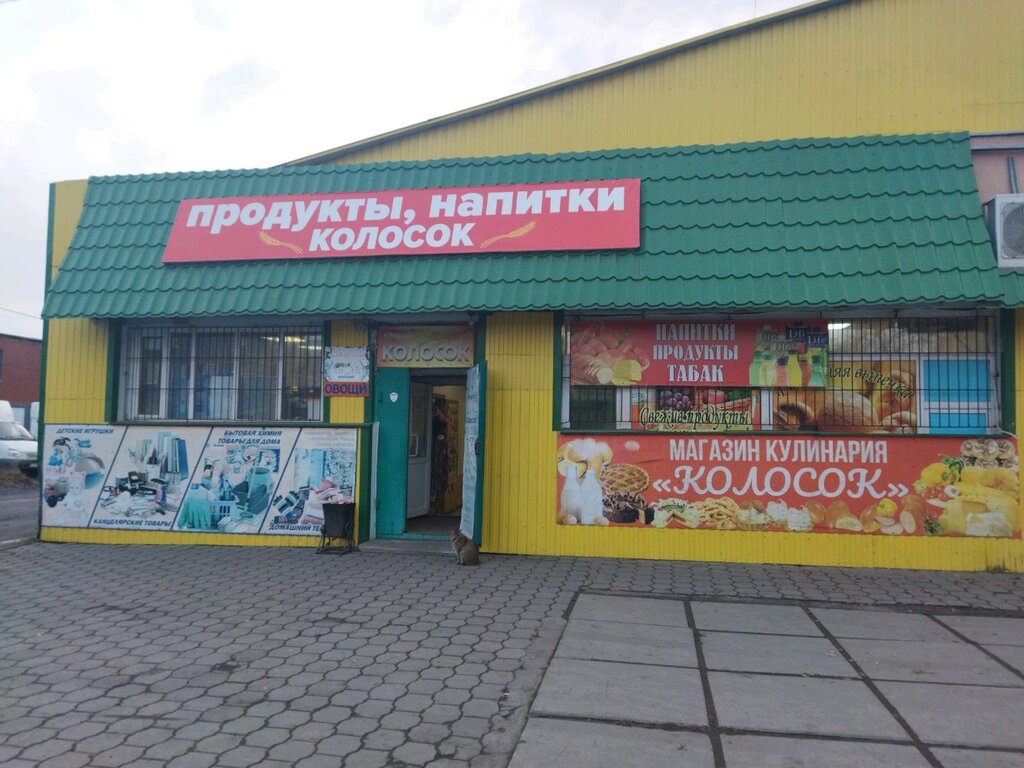 продукты, напитки
колосок
КОЛОСОК
ОВОЩИ
НАПИТКИ
ПРОДУКТЫ
ТАБАК
Свежие продукты
МАГАЗИН КУЛИНАРИЯ
«КОЛОСОК»
ДЕТСКИЕ ИГРУШКИ
БЫТОВАЯ ХИМИЯ
ТОВАРЫ ДЛЯ ДОМА
КАНЦЕЛЯРСКИЕ ТОВАРЫ
ДОМАШНИЙ